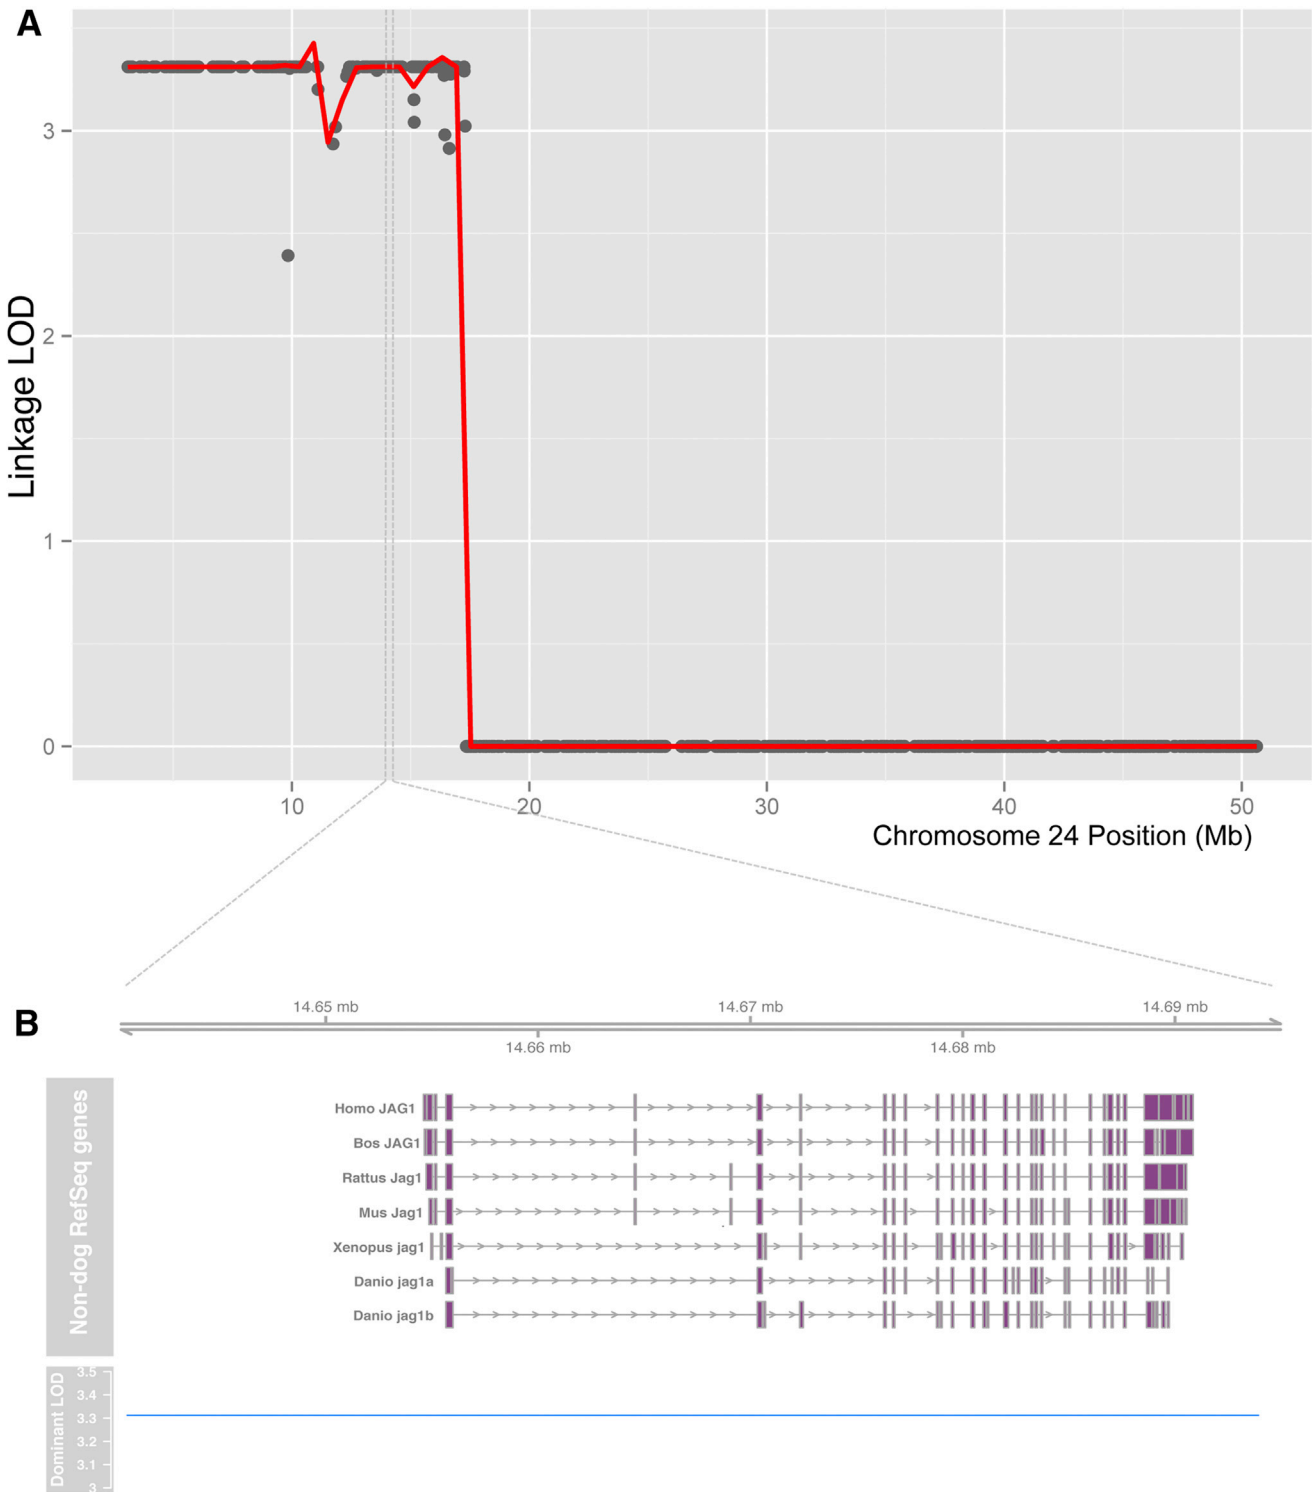 A
Linkage LOD
3
2
1
0
10 20 30 40 50
Chromosome 24 Position (Mb)
B
14.65 mb 14.67 mb 14.69 mb
14.66 mb 14.68 mb
Non-dog RefSeq genes
Homo JAG1
Bos JAG1
Rattus Jag1
Mus Jag1
Xenopus jag1
Danio jag1a
Danio jag1b
Dominant LOD
3.5
3.4
3.3
3.2
3.1
3